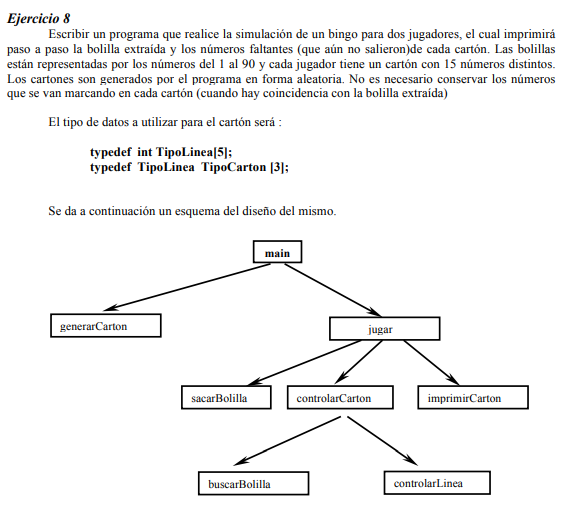 Ejercicio 8
Escribir un programa que realice la simulación de un bingo para dos jugadores, el cual imprimirá
paso a paso la bolilla extraída y los números faltantes (que aún no salieron)de cada cartón. Las bolillas
están representadas por los números del 1 al 90 y cada jugador tiene un cartón con 15 números distintos.
Los cartones son generados por el programa en forma aleatoria. No es necesario conservar los números
que se van marcando en cada cartón (cuando hay coincidencia con la bolilla extraída)
El tipo de datos a utilizar para el cartón será :
typedef int TipoLinea[5];
typedef TipoLinea TipoCarton [3];
Se da a continuación un esquema del diseño del mismo.
main
generarCarton
jugar
sacarBolilla
controlarCarton
imprimirCarton
buscarBolilla
controlarLinea